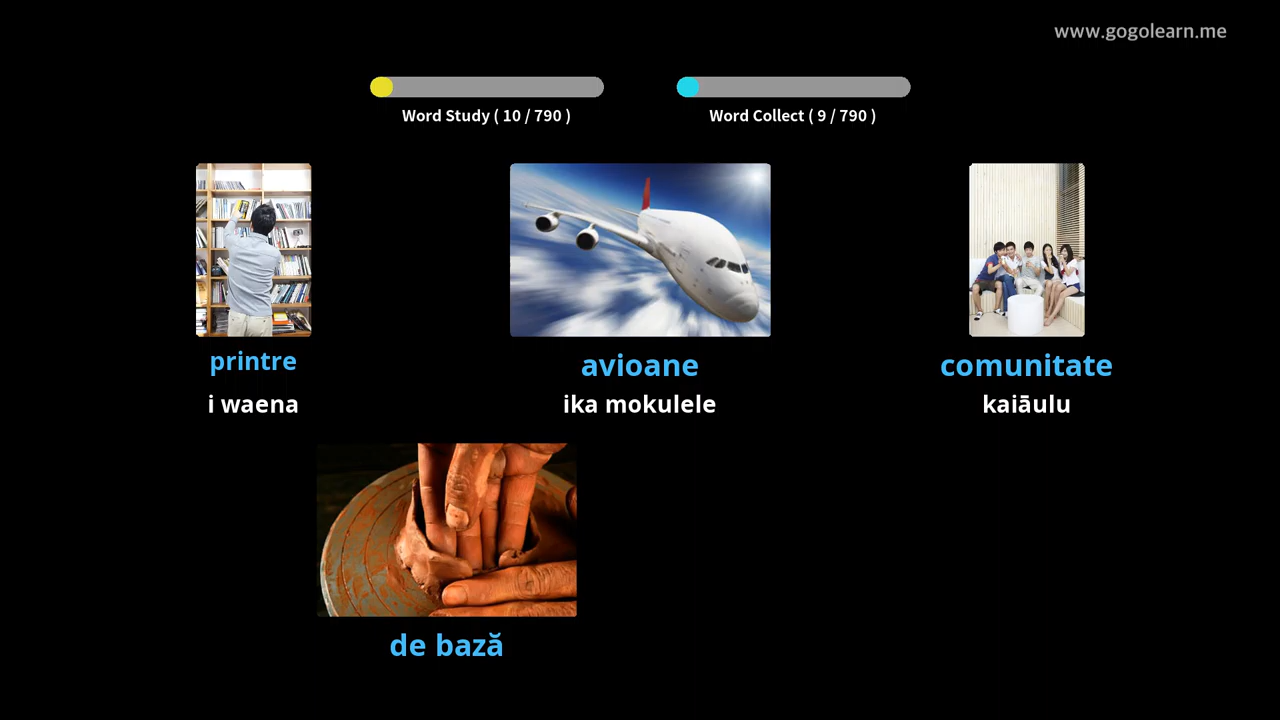 www.gogolearn.me
Word Study ( 10 / 790 )
Word Collect ( 9 / 790 )
printre
i waena
avioane
ika mokulele
comunitate
kaiāulu
de bază